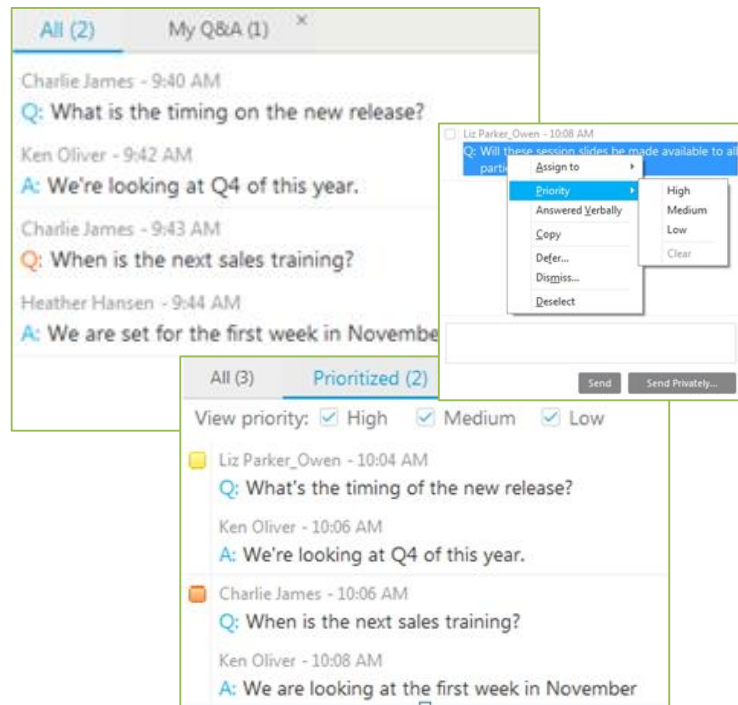 All (2) My Q&A (1) ×
Charlie James - 9:40 AM
Q: What is the timing on the new release?
Ken Oliver - 9:42 AM
A: We're looking at Q4 of this year.
Charlie James - 9:43 AM
Q: When is the next sales training?
Heather Hansen - 9:44 AM
A: We are set for the first week in Novembe
Liz Parker_Owen - 10:08 AM
Q: Will these session slides be made available to all
parti
Assign to
Priority
Answered Verbally
Copy
Defer...
Dismiss...
Deselect
High
Medium
Low
Clear
Send Send Privately...
All (3) Prioritized (2)
View priority: High Medium Low
Liz Parker_Owen - 10:04 AM
Q: What's the timing of the new release?
Ken Oliver - 10:06 AM
A: We're looking at Q4 of this year.
Charlie James - 10:06 AM
Q: When is the next sales training?
Ken Oliver - 10:08 AM
A: We are looking at the first week in November